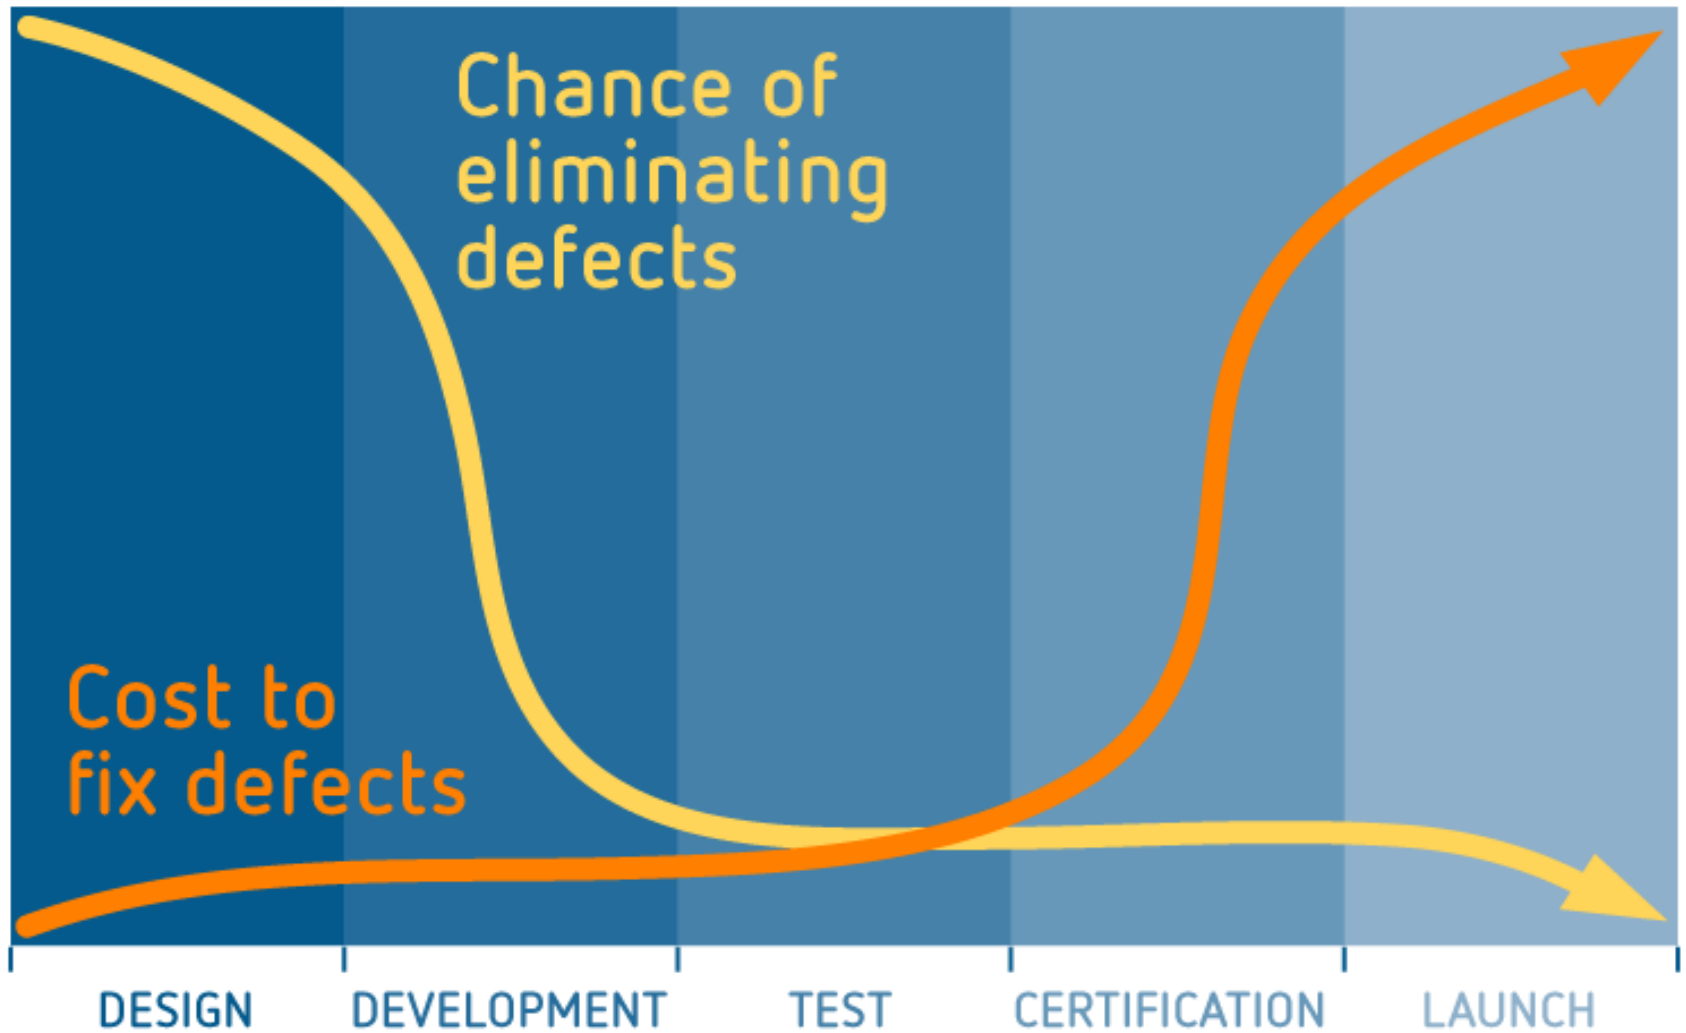 Chance of
eliminating
defects
Cost to
fix defects
DESIGN
DEVELOPMENT
TEST
CERTIFICATION
LAUNCH